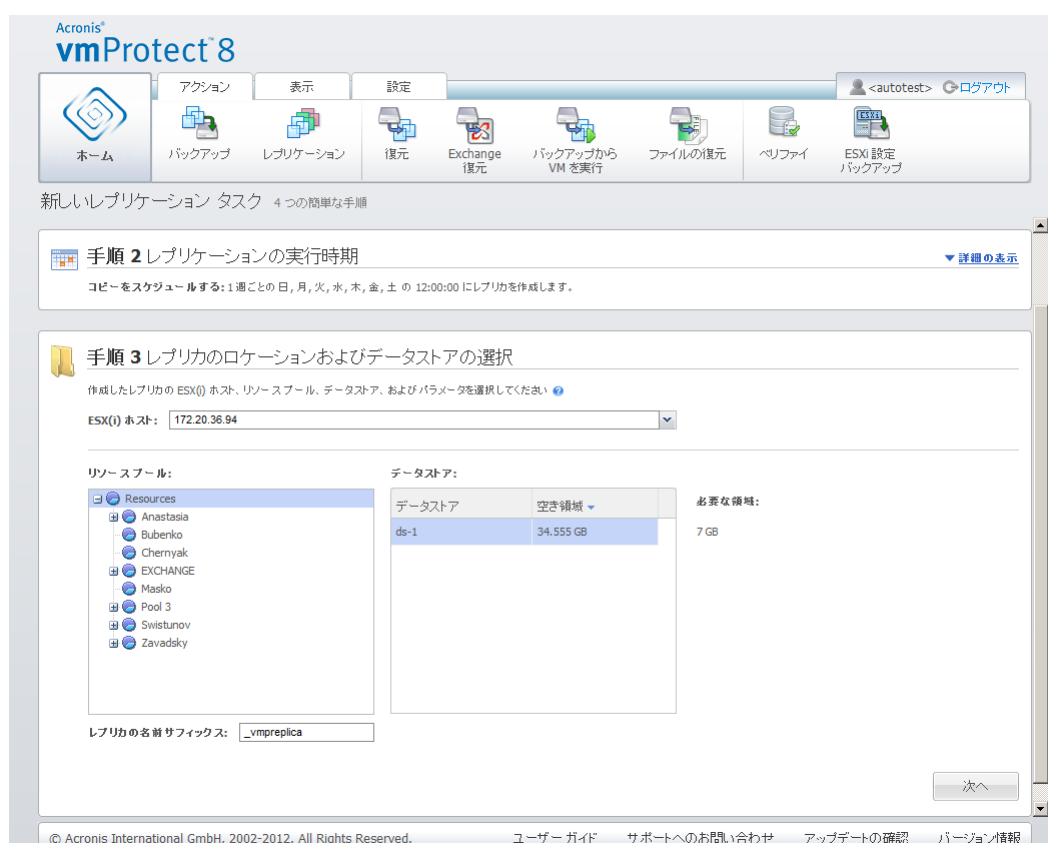 Acronis®
vmProtect™8
アクション 表示 設定
<autotest> ログアウト
ホーム
バックアップ
レプリケーション
復元
Exchange
復元
バックアップから
VM を実行
ファイルの復元
ベリファイ
ESXi
ESXi 設定
バックアップ
新しいレプリケーション タスク 4 つの簡単な手順
手順 2 レプリケーションの実行時期
▼ 詳細の表示
コピーをスケジュールする: 1 週ごとの 日, 月, 火, 水, 木, 金, 土 の 12:00:00 にレプリカを作成します。
手順 3 レプリカのロケーションおよびデータストアの選択
作成したレプリカの ESX(i) ホスト、リソース プール、データストア、および パラメータを選択してください ?
ESX(i) ホスト: 172.20.36.94
リソース プール:
Resources
Anastasia
Bubenko
Chernyak
EXCHANGE
Masko
Pool 3
Swistunov
Zavadsky
データストア:
データストア 空き領域
ds-1 34.555 GB
必要な領域:
7 GB
レプリカの名前サフィックス: _vmpreplica
次へ
© Acronis International GmbH, 2002-2012. All Rights Reserved. ユーザー ガイド サポートへのお問い合わせ アップデートの確認 バージョン情報